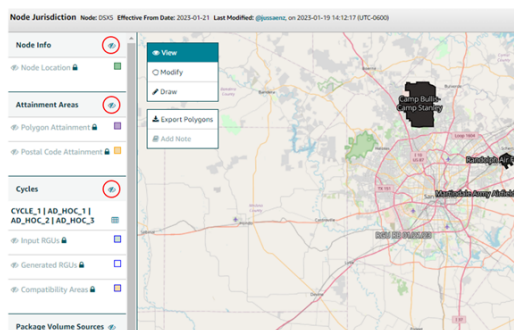 Node Jurisdiction Node: DSXS Effective From Date: 2023-01-21 Last Modified: @jussaenz, on 2023-01-19 14:12:17 (UTC-0600)
Node Info
Node Location
Attainment Areas
Polygon Attainment
Postal Code Attainment
Cycles
CYCLE_1 | AD_HOC_1 |
AD_HOC_2 | AD_HOC_3
Input RGUs
Generated RGUs
Compatibility Areas
Package Volume Sources
View
Modify
Draw
Export Polygons
Add Note
Camp Bullis
Camp Stanley
Randolph Air
Martindale Army Airfield
San